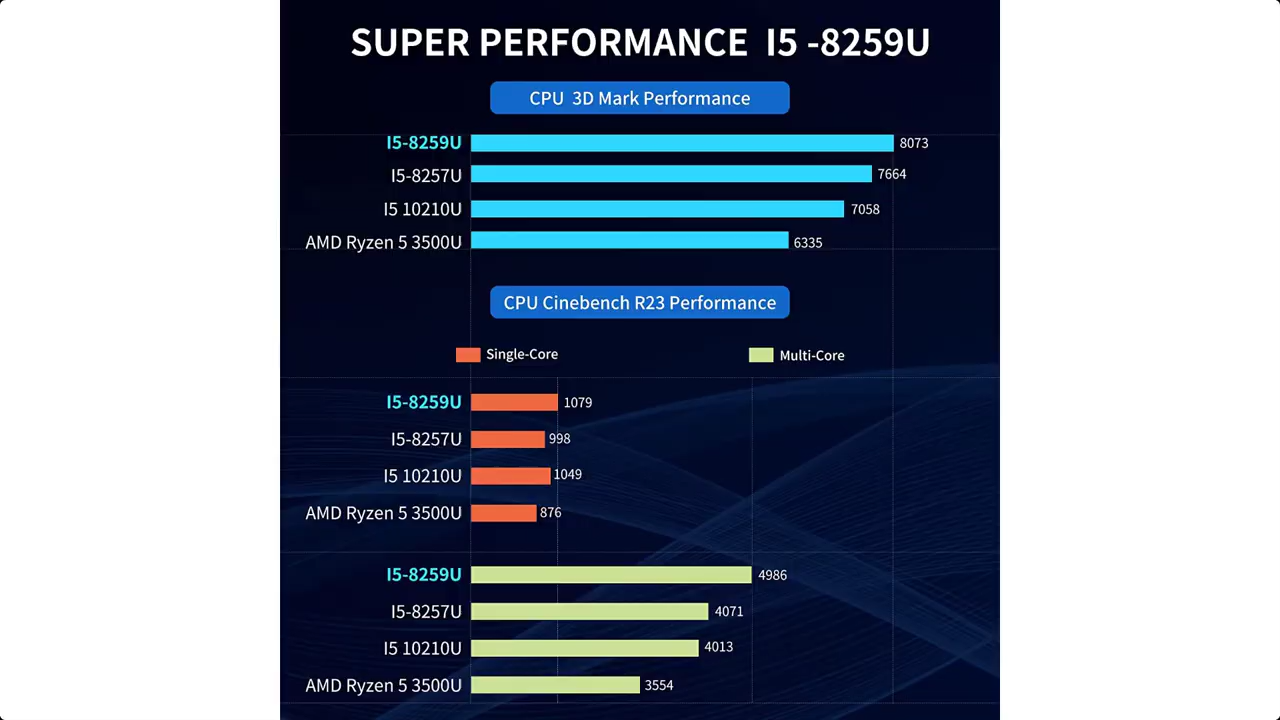 SUPER PERFORMANCE I5 -8259U
CPU 3D Mark Performance
I5-8259U 8073
I5-8257U 7664
I5 10210U 7058
AMD Ryzen 5 3500U 6335
CPU Cinebench R23 Performance
Single-Core Multi-Core
I5-8259U 1079
I5-8257U 998
I5 10210U 1049
AMD Ryzen 5 3500U 876
I5-8259U 4986
I5-8257U 4071
I5 10210U 4013
AMD Ryzen 5 3500U 3554